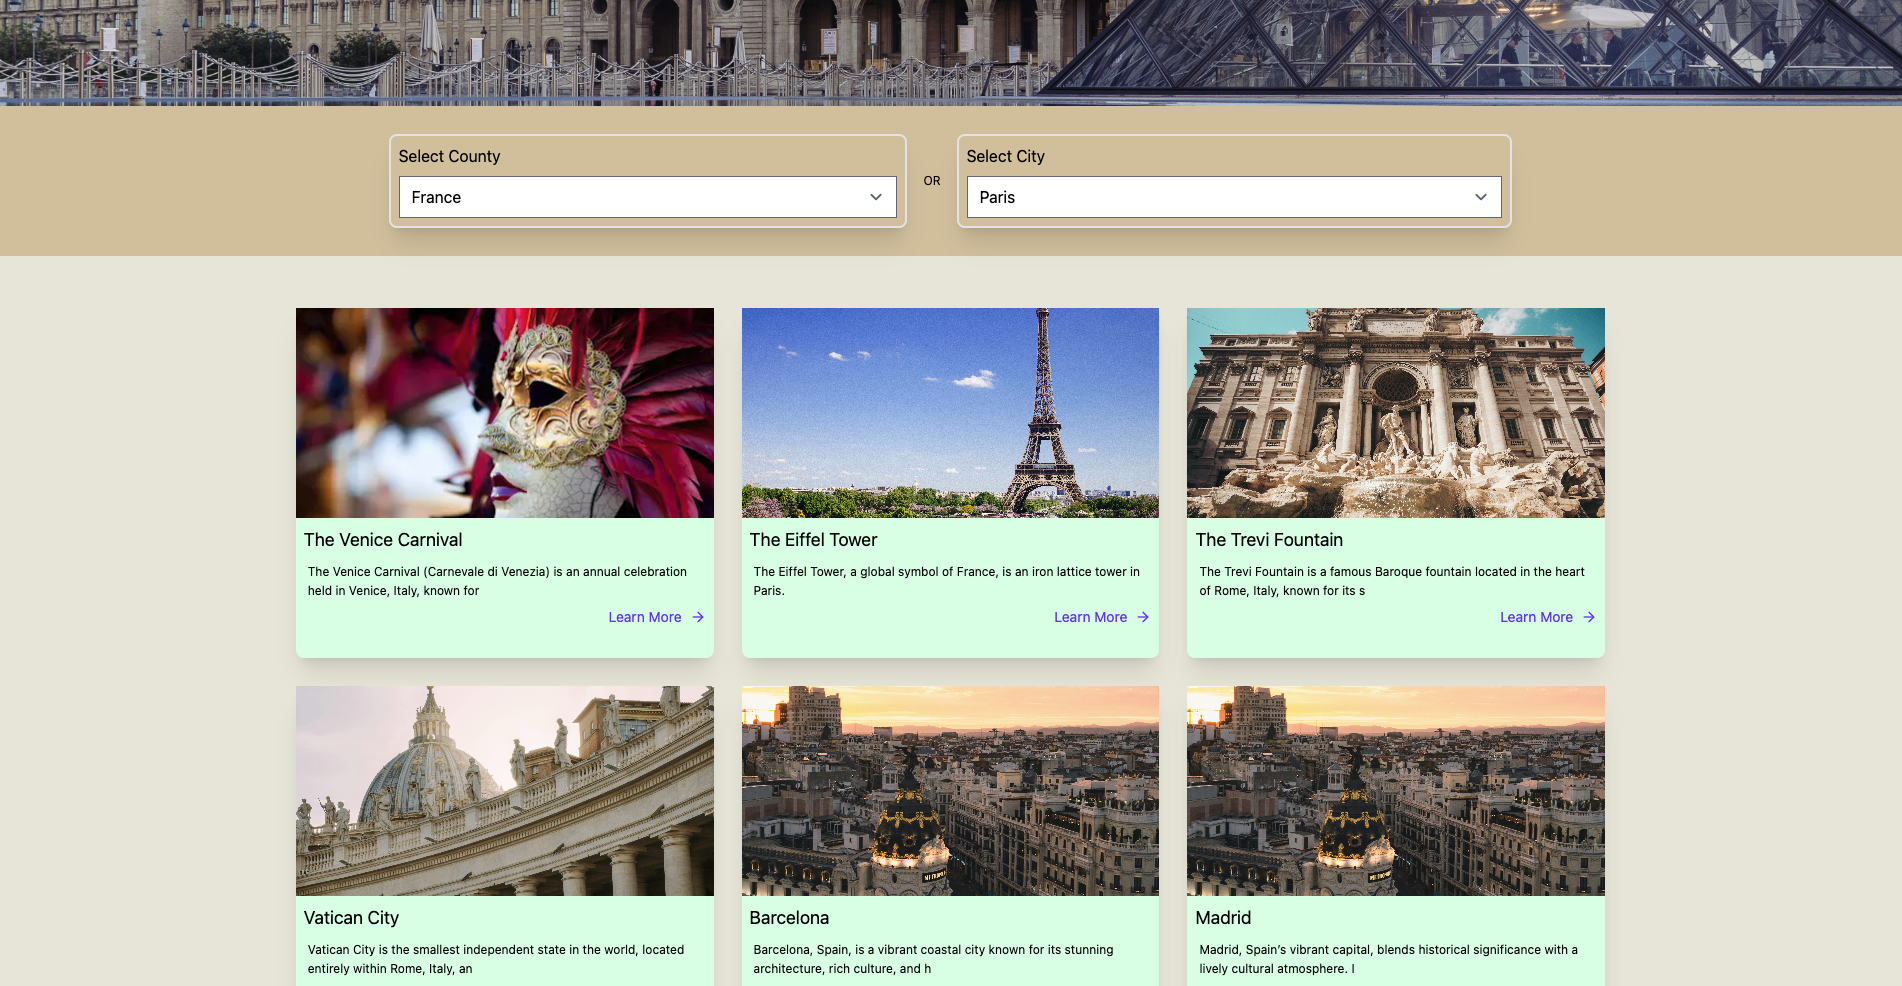 Select County
France
OR
Select City
Paris
The Venice Carnival
The Venice Carnival (Carnevale di Venezia) is an annual celebration
held in Venice, Italy, known for
Learn More
The Eiffel Tower
The Eiffel Tower, a global symbol of France, is an iron lattice tower in
Paris.
Learn More
The Trevi Fountain
The Trevi Fountain is a famous Baroque fountain located in the heart
of Rome, Italy, known for its s
Learn More
Vatican City
Vatican City is the smallest independent state in the world, located
entirely within Rome, Italy, an
Barcelona
Barcelona, Spain, is a vibrant coastal city known for its stunning
architecture, rich culture, and h
Madrid
Madrid, Spain’s vibrant capital, blends historical significance with a
lively cultural atmosphere. I